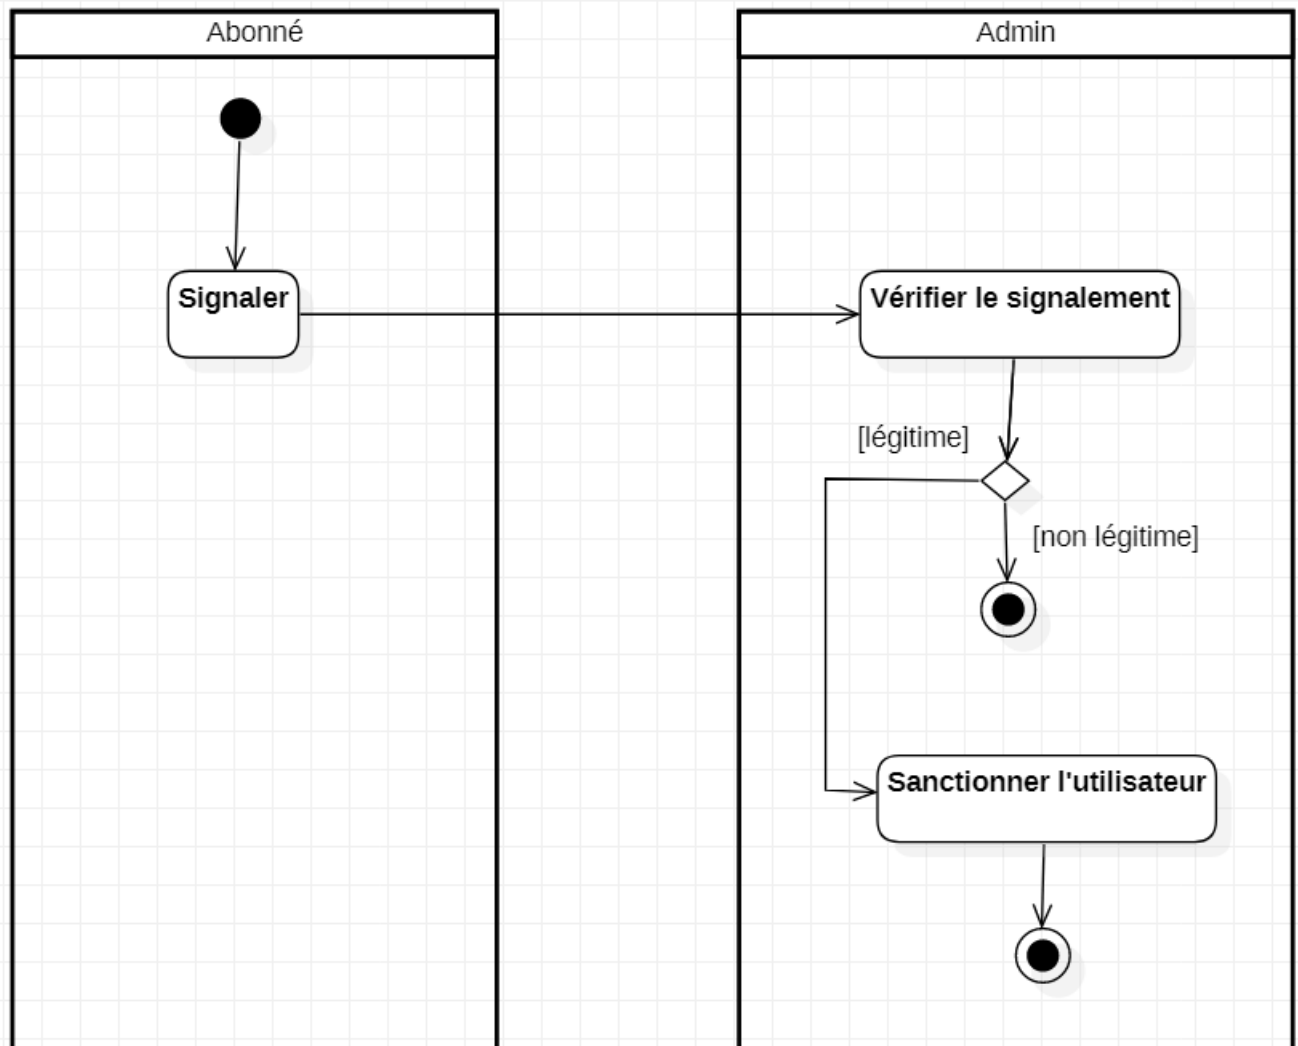 Abonné
Admin
Signaler
Vérifier le signalement
[légitime]
[non légitime]
Sanctionner l'utilisateur